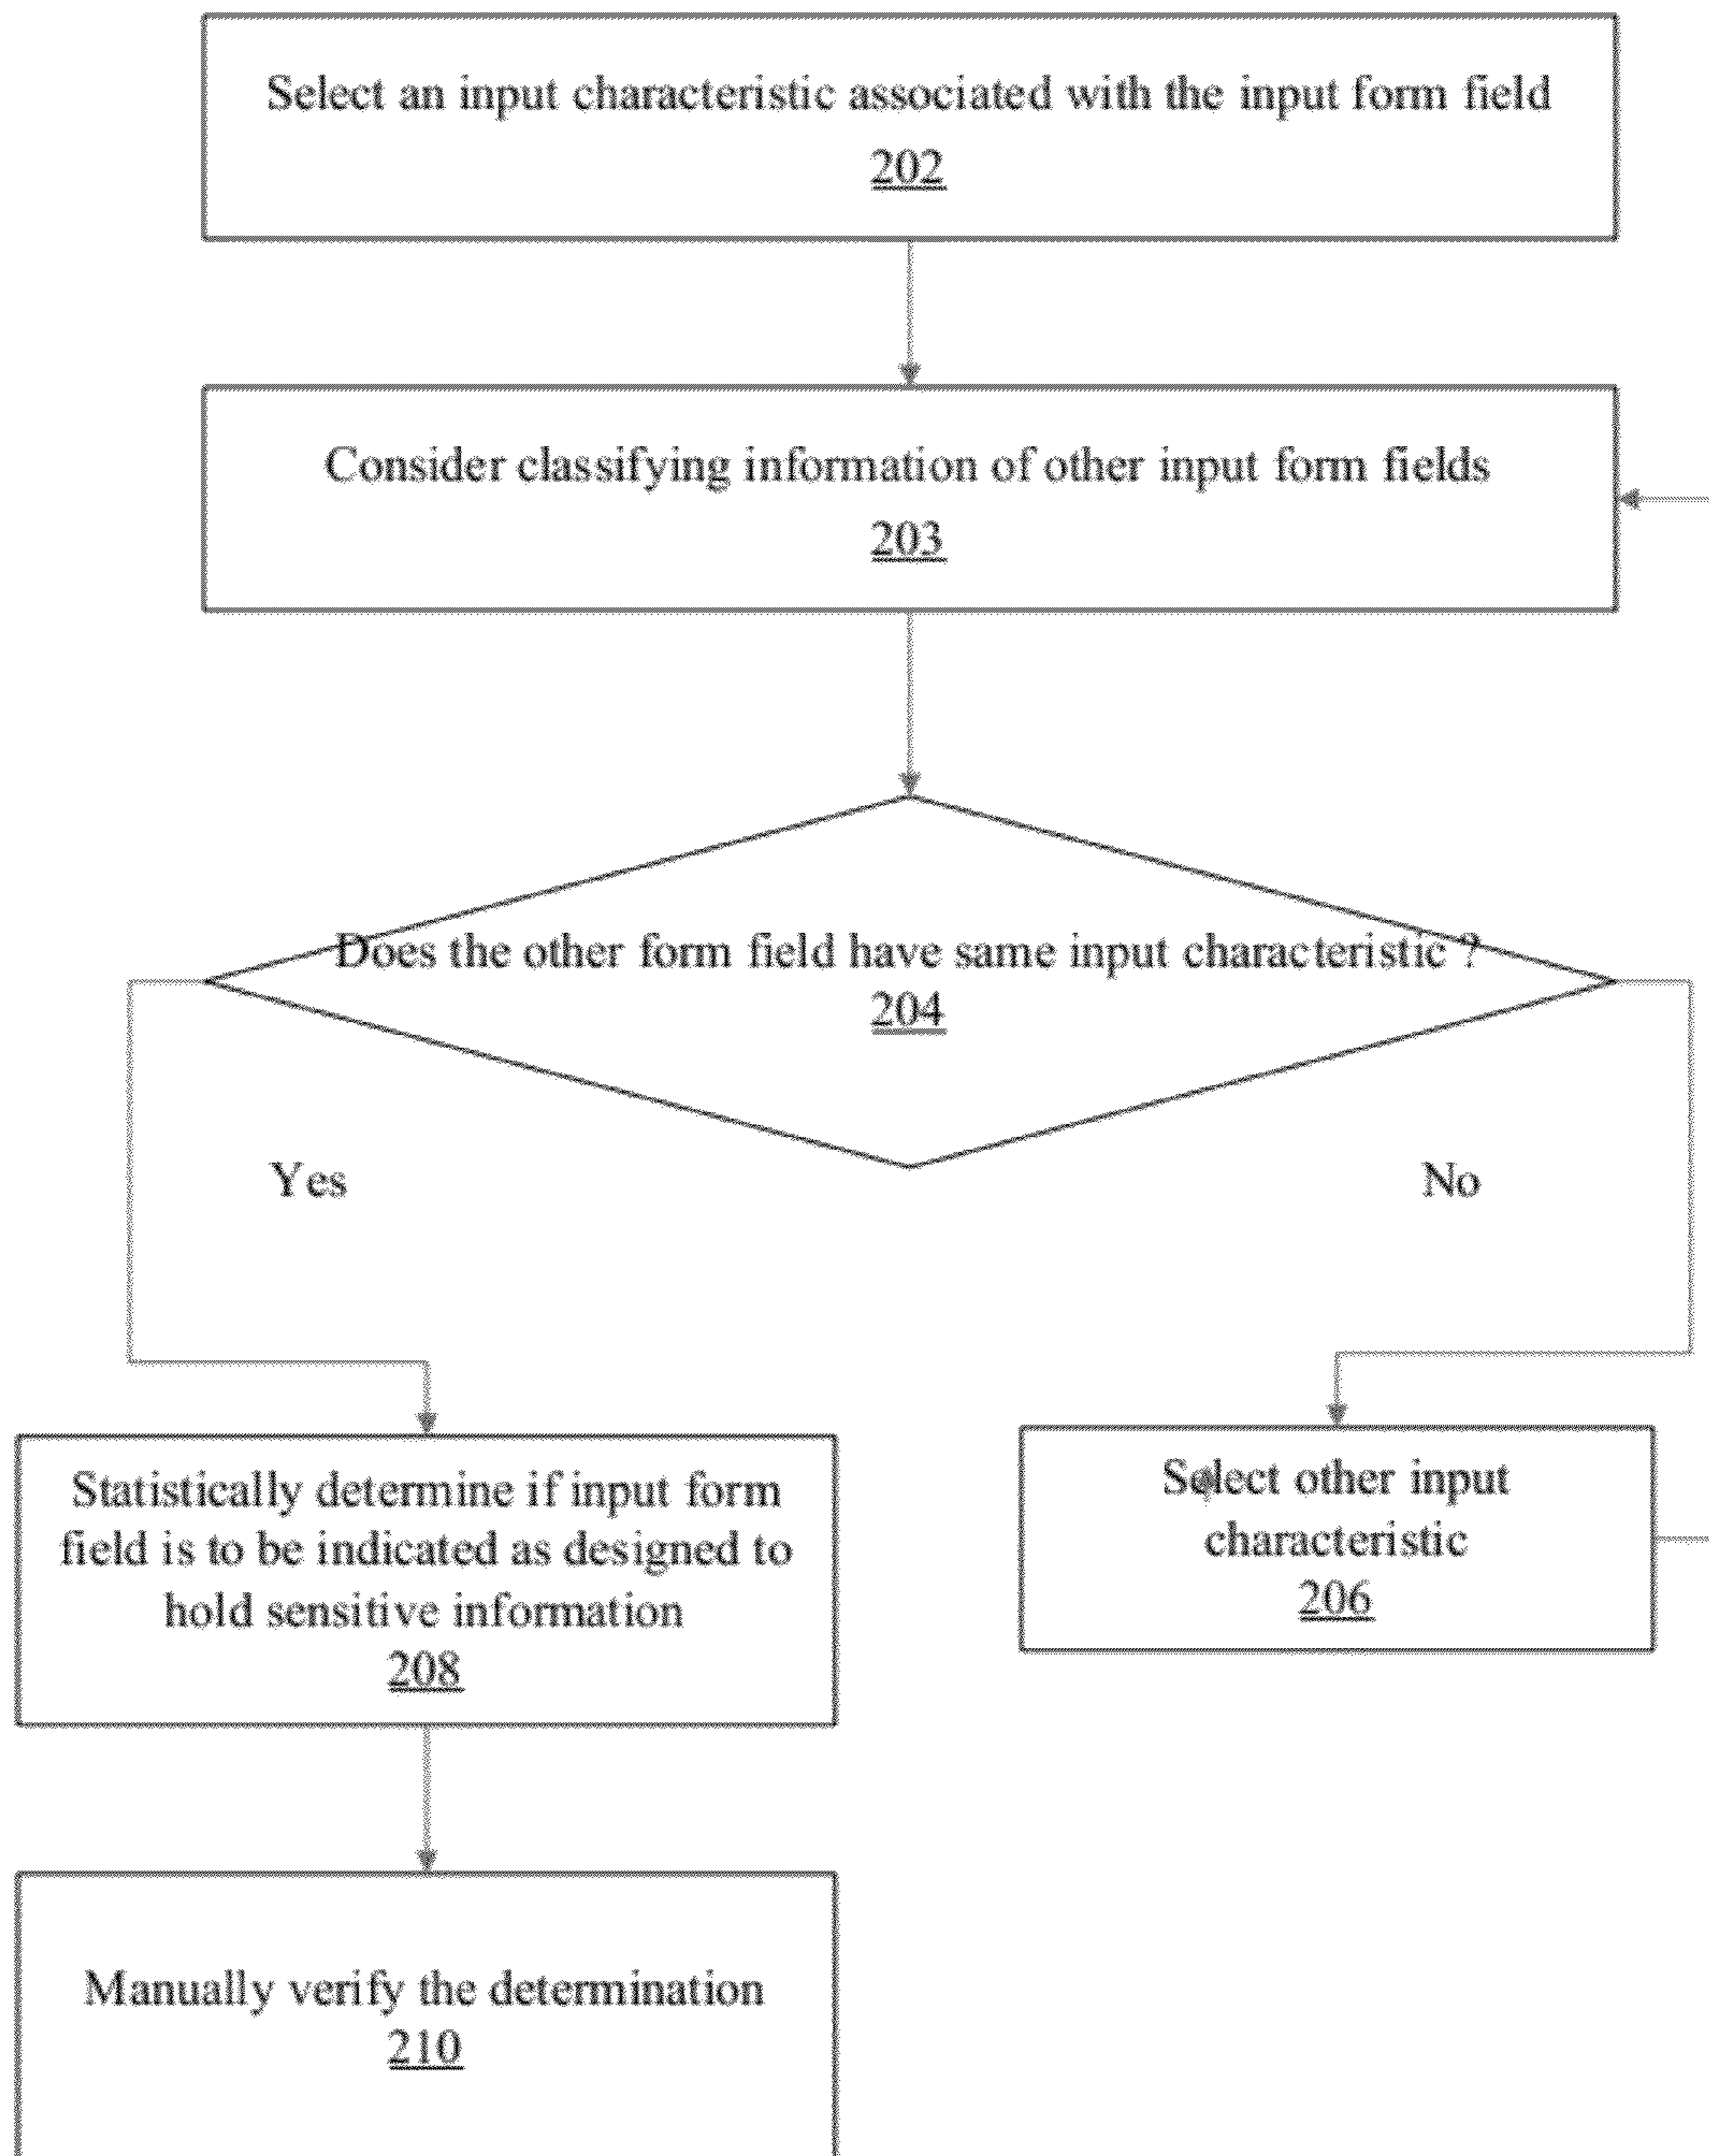 Select an input characteristic associated with the input form field
202
Consider classifying information of other input form fields
203
Does the other form field have same input characteristic ?
204
Yes
No
Statistically determine if input form
field is to be indicated as designed to
hold sensitive information
208
Select other input
characteristic
206
Manually verify the determination
210